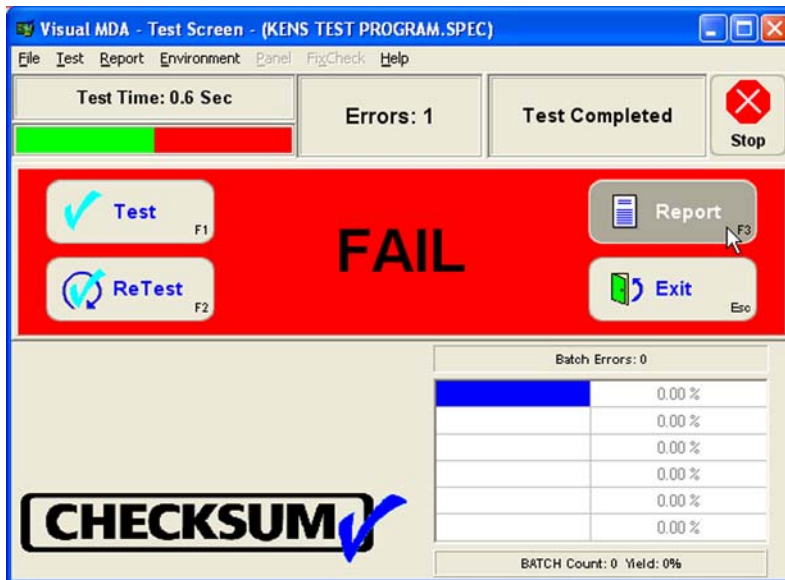 Visual MDA - Test Screen - (KENS TEST PROGRAM.SPEC)
File Test Report Environment Panel FixCheck Help
Test Time: 0.6 Sec
Errors: 1
Test Completed
Stop
Test
F1
FAIL
Report
F3
ReTest
F2
Exit
Esc
Batch Errors: 0
0.00 %
0.00 %
0.00 %
0.00 %
0.00 %
0.00 %
CHECKSUM
BATCH Count: 0 Yield: 0%